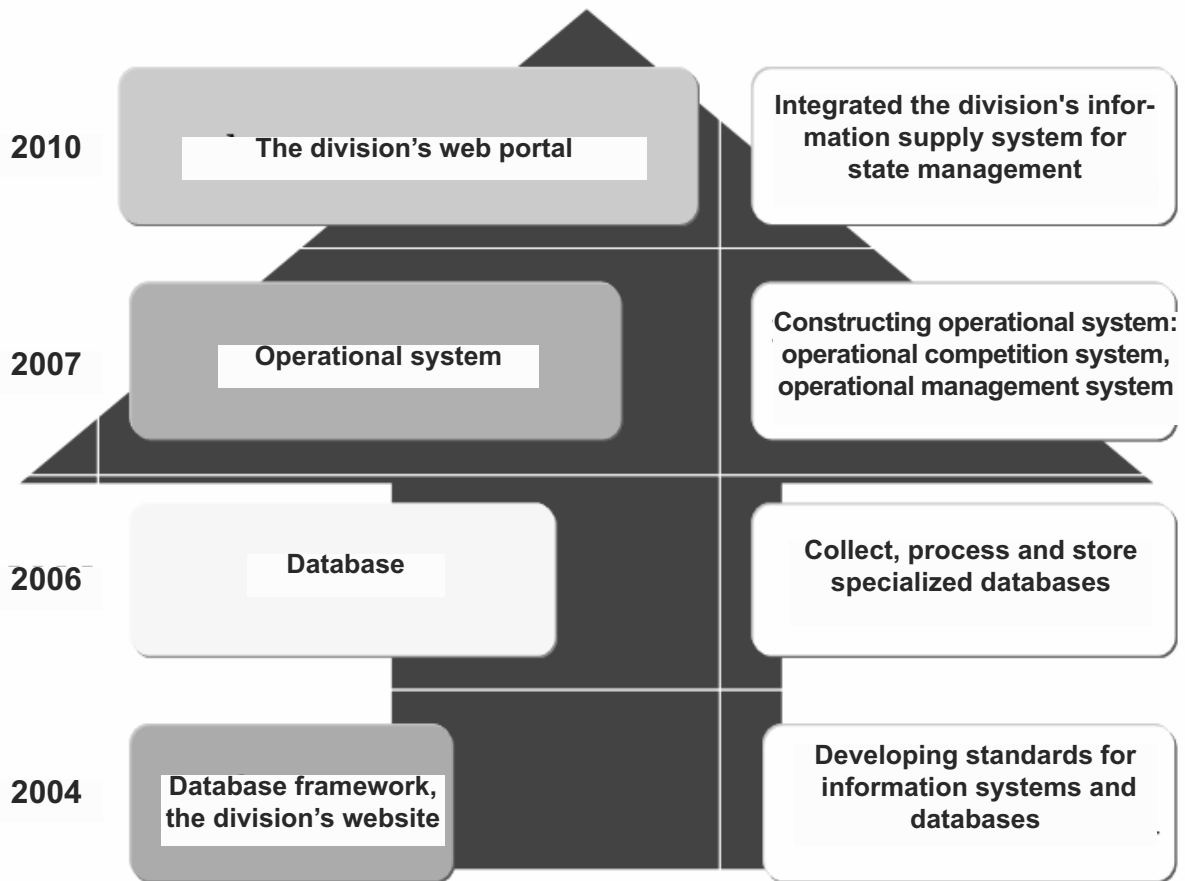 2010
The division’s web portal
Integrated the division's infor-
mation supply system for
state management
2007
Operational system
Constructing operational system:
operational competition system,
operational management system
2006
Database
Collect, process and store
specialized databases
2004
Database framework,
the division’s website
Developing standards for
information systems and
databases